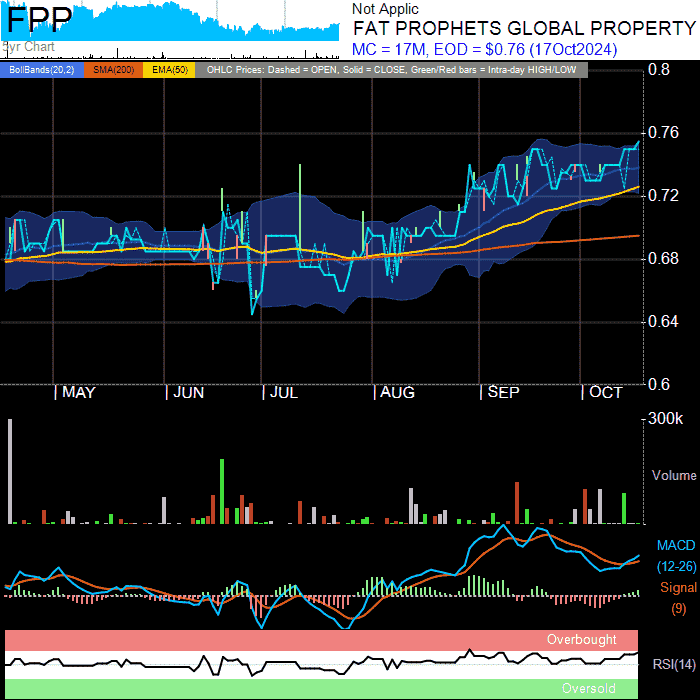 FPP
5yr Chart
Not Applic
FAT PROPHETS GLOBAL PROPERTY
MC = 17M, EOD = $0.76 (17Oct2024)
BollBands(20,2) SMA(200) EMA(50) OHLC Prices: Dashed = OPEN, Solid = CLOSE, Green/Red bars = Intra-day HIGH/LOW
0.8
0.76
0.72
0.68
0.64
0.6
MAY JUN JUL AUG SEP OCT
300k
Volume
MACD
(12-26)
Signal
(9)
Overbought
RSI(14)
Oversold